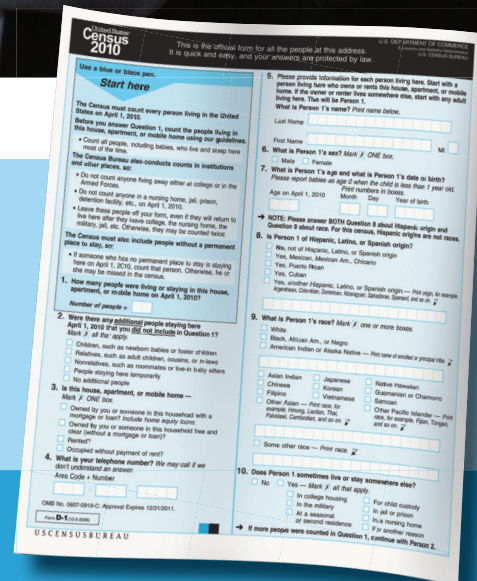 United States
Census
2010
This is the official form for all the people at this address.
It is quick and easy, and your answers are protected by law.
U.S. DEPARTMENT OF COMMERCE
Economics and Statistics Administration
U.S. CENSUS BUREAU
Use a blue or black pen.
Start here
The Census must count every person living in the United
States on April 1, 2010.
Before you answer Question 1, count the people living in
this house, apartment, or mobile home using our guidelines.
• Count all people, including babies, who live and sleep here
most of the time.
The Census Bureau also conducts counts in institutions
and other places, so:
• Do not count anyone living away either at college or in the
Armed Forces.
• Do not count anyone in a nursing home, jail, prison,
detention facility, etc., on April 1, 2010.
• Leave these people off your form, even if they will return to
live here after they leave college, the nursing home, the
military, jail, etc. Otherwise, they may be counted twice.
The Census must also include people without a permanent
place to stay, so:
• If someone who has no permanent place to stay is staying
here on April 1, 2010, count that person. Otherwise, he or
she may be missed in the census.
1. How many people were living or staying in this house,
apartment, or mobile home on April 1, 2010?
Number of people =
2. Were there any additional people staying here
April 1, 2010 that you did not include in Question 1?
Mark X all that apply.
Children, such as newborn babies or foster children
Relatives, such as adult children, cousins, or in-laws
Nonrelatives, such as roommates or live-in baby sitters
People staying here temporarily
No additional people
3. Is this house, apartment, or mobile home —
Mark X ONE box.
Owned by you or someone in this household with a
mortgage or loan? Include home equity loans.
Owned by you or someone in this household free and
clear (without a mortgage or loan)?
Rented?
Occupied without payment of rent?
4. What is your telephone number? We may call if we
don't understand an answer.
Area Code + Number
OMB No. 0607-0919-C: Approval Expires 12/31/2011.
Form D-1
USCENSUSBUREAU
5. Please provide information for each person living here. Start with a
person living here who owns or rents this house, apartment, or mobile
home. If the owner or renter lives somewhere else, start with any adult
living here. This will be Person 1.
What is Person 1's name? Print name below.
Last Name
First Name
MI
6. What is Person 1's sex? Mark X ONE box.
Male Female
7. What is Person 1's age and what is Person 1's date of birth?
Please report babies as age 0 when the child is less than 1 year old.
Print numbers in boxes.
Age on April 1, 2010 Month Day Year of birth
→ NOTE: Please answer BOTH Question 8 about Hispanic origin and
Question 9 about race. For this census, Hispanic origins are not races.
8. Is Person 1 of Hispanic, Latino, or Spanish origin?
No, not of Hispanic, Latino, or Spanish origin
Yes, Mexican, Mexican Am., Chicano
Yes, Puerto Rican
Yes, Cuban
Yes, another Hispanic, Latino, or Spanish origin — Print origin, for example,
Argentinean, Colombian, Dominican, Nicaraguan, Salvadoran, Spaniard, and so on.
9. What is Person 1's race? Mark X one or more boxes.
White
Black, African Am., or Negro
American Indian or Alaska Native — Print name of enrolled or principal tribe.
Asian Indian Japanese Native Hawaiian
Chinese Korean Guamanian or Chamorro
Filipino Vietnamese Samoan
Other Asian — Print race, for
example, Hmong, Laotian, Thai,
Pakistani, Cambodian, and so on.
Other Pacific Islander — Print
race, for example, Fijian, Tongan,
and so on.
Some other race — Print race.
10. Does Person 1 sometimes live or stay somewhere else?
No Yes — Mark X all that apply.
In college housing For child custody
In the military In jail or prison
At a seasonal
or second residence
In a nursing home
For another reason
→ If more people were counted in Question 1, continue with Person 2.